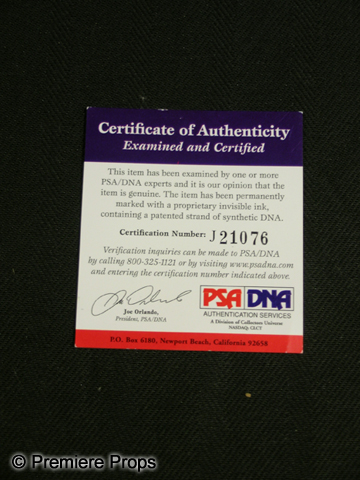 Certificate of Authenticity
Examined and Certified
This item has been examined by one or more
PSA/DNA experts and it is our opinion that the
item is genuine. The item has been permanently
marked with a proprietary invisible ink,
containing a patented strand of synthetic DNA.
Certification Number: J21076
Verification inquiries can be made to PSA/DNA
by calling 800-325-1121 or by visiting www.psadna.com
and entering the certification number indicated above.
Joe Orlando,
President, PSA/DNA
PSA DNA
AUTHENTICATION SERVICES
A Division of Collectors Universe
NASDAQ: CLCT
P.O. Box 6180, Newport Beach, California 92658
© Premiere Props